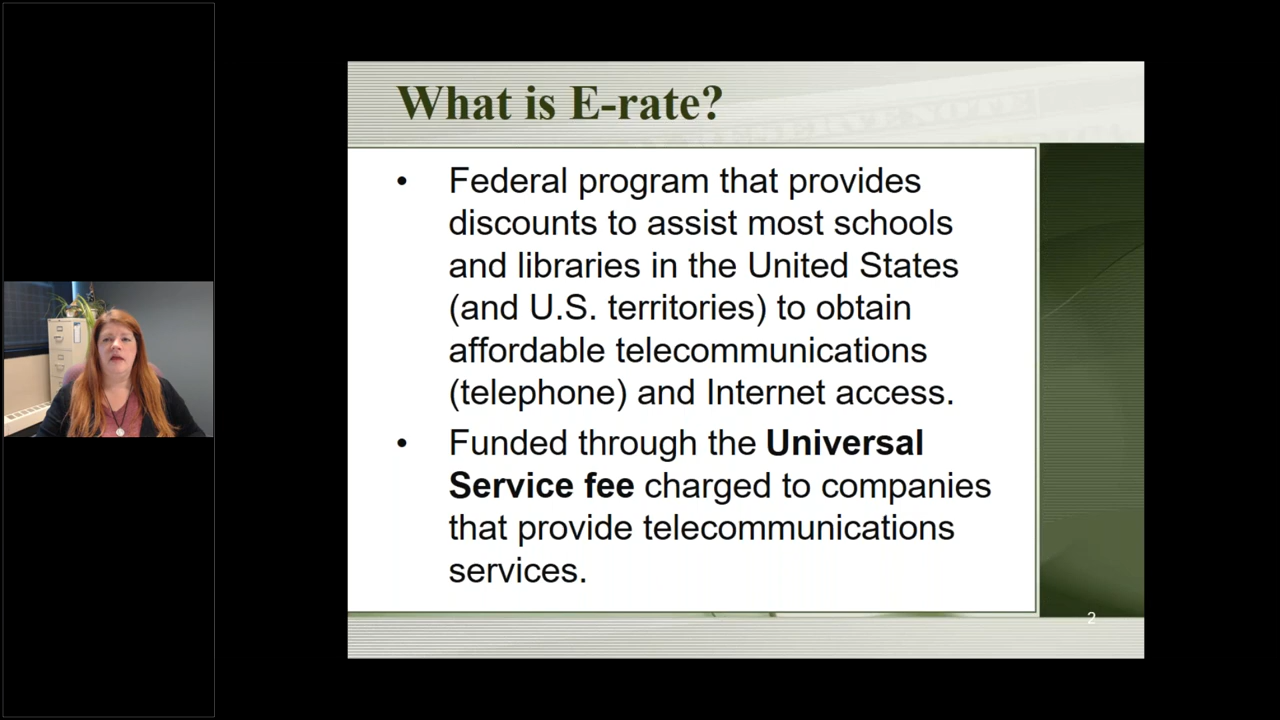 What is E-rate?
• Federal program that provides
discounts to assist most schools
and libraries in the United States
(and U.S. territories) to obtain
affordable telecommunications
(telephone) and Internet access.
• Funded through the Universal
Service fee charged to companies
that provide telecommunications
services.
2